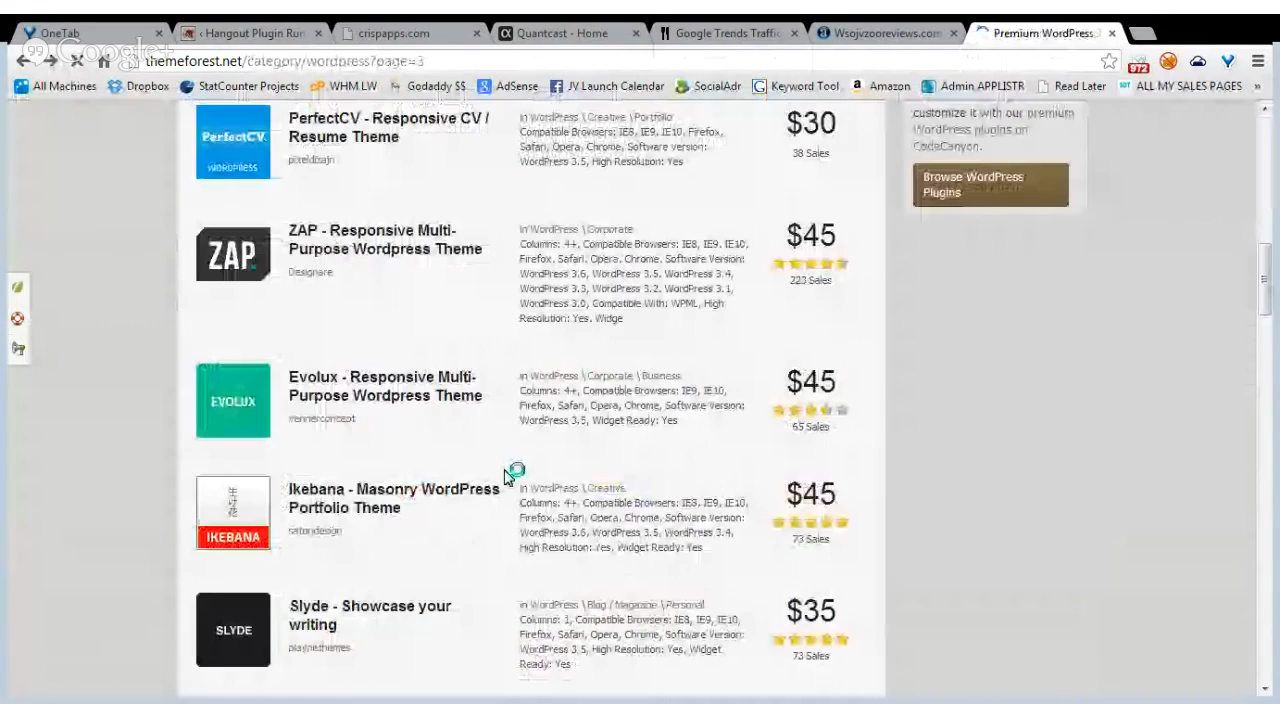 OneTab
‹ Hangout Plugin Run
crispapps.com
Quantcast - Home
Google Trends Traffic
Wsojvzooreviews.com
Premium WordPress
99 Google+
themeforest.net/category/wordpress?page=3
972
All Machines
Dropbox
StatCounter Projects
WHM LW
Godaddy SS
AdSense
JV Launch Calendar
SocialAdr
Keyword Tool
Amazon
Admin APPLISTR
Read Later
ALL MY SALES PAGES
»
PerfectCV
WORDPRESS
PerfectCV - Responsive CV /
Resume Theme
in WordPress \ Creative \ Portfolio
Compatible Browsers: IE8, IE9, IE10, Firefox,
Safari, Opera, Chrome, Software Version:
WordPress 3.5, High Resolution: Yes
$30
38 Sales
customize it with our premium
WordPress plugins on
CodeCanyon.
Browse WordPress
Plugins
ZAP.
ZAP - Responsive Multi-
Purpose Wordpress Theme
Designare
in WordPress \ Corporate
Columns: 4+, Compatible Browsers: IE8, IE9, IE10,
Firefox, Safari, Opera, Chrome, Software Version:
WordPress 3.6, WordPress 3.5, WordPress 3.4,
WordPress 3.3, WordPress 3.2, WordPress 3.1,
WordPress 3.0, Compatible With: WPML, High
Resolution: Yes, Widge
$45
223 Sales
EVOLUX
Evolux - Responsive Multi-
Purpose Wordpress Theme
in WordPress \ Corporate \ Business
Columns: 4+, Compatible Browsers: IE9, IE10,
Firefox, Safari, Opera, Chrome, Software Version:
WordPress 3.5, Widget Ready: Yes
$45
65 Sales
IKEBANA
Ikebana - Masonry WordPress
Portfolio Theme
in WordPress \ Creative
Columns: 4+, Compatible Browsers: IE8, IE9, IE10,
Firefox, Safari, Opera, Chrome, Software Version:
WordPress 3.6, WordPress 3.5, WordPress 3.4,
High Resolution: Yes, Widget Ready: Yes
$45
73 Sales
SLYDE
Slyde - Showcase your
writing
in WordPress \ Blog / Magazine \ Personal
Columns: 1, Compatible Browsers: IE8, IE9, IE10,
Firefox, Safari, Opera, Chrome, Software Version:
WordPress 3.5, High Resolution: Yes, Widget
Ready: Yes
$35
73 Sales